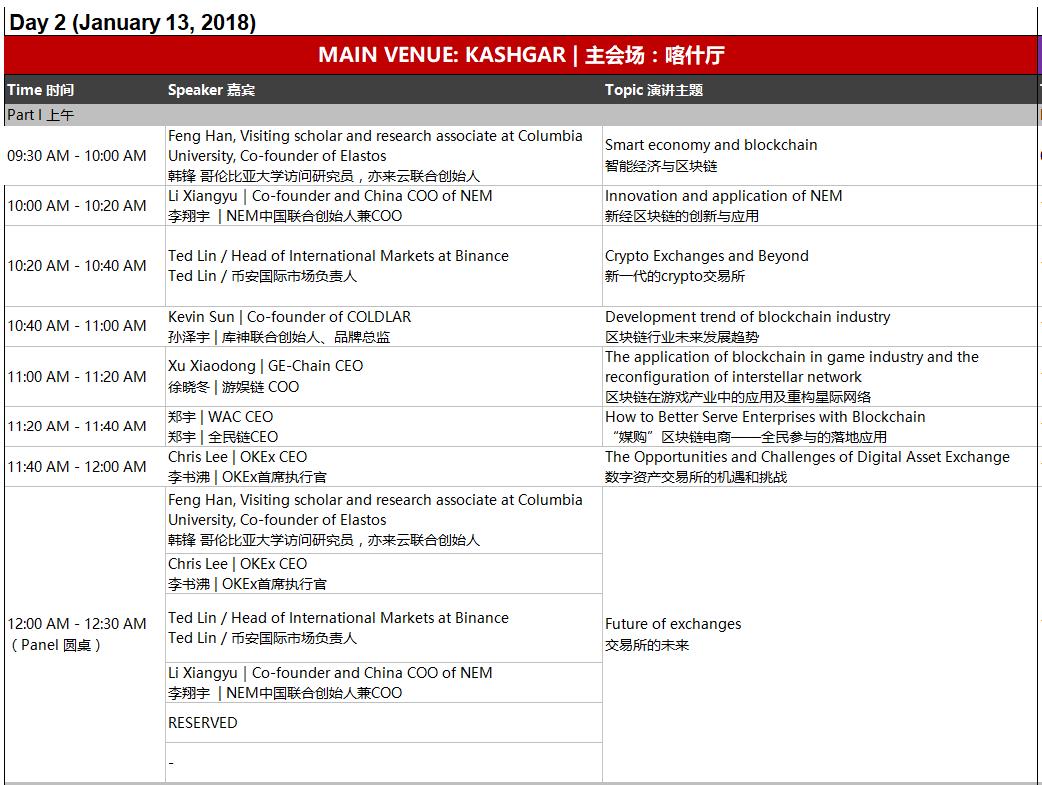 Day 2 (January 13, 2018)
MAIN VENUE: KASHGAR | 主会场：喀什厅
Time 时间
Speaker 嘉宾
Topic 演讲主题
Part I 上午
09:30 AM - 10:00 AM
Feng Han, Visiting scholar and research associate at Columbia
University, Co-founder of Elastos
韩锋 哥伦比亚大学访问研究员，亦来云联合创始人
Smart economy and blockchain
智能经济与区块链
10:00 AM - 10:20 AM
Li Xiangyu | Co-founder and China COO of NEM
李翔宇 | NEM中国联合创始人兼COO
Innovation and application of NEM
新经区块链的创新与应用
10:20 AM - 10:40 AM
Ted Lin / Head of International Markets at Binance
Ted Lin / 币安国际市场负责人
Crypto Exchanges and Beyond
新一代的crypto交易所
10:40 AM - 11:00 AM
Kevin Sun | Co-founder of COLDLAR
孙泽宇 | 库神联合创始人、品牌总监
Development trend of blockchain industry
区块链行业未来发展趋势
11:00 AM - 11:20 AM
Xu Xiaodong | GE-Chain CEO
徐晓冬 | 游娱链 COO
The application of blockchain in game industry and the
reconfiguration of interstellar network
区块链在游戏产业中的应用及重构星际网络
11:20 AM - 11:40 AM
郑宇 | WAC CEO
郑宇 | 全民链CEO
How to Better Serve Enterprises with Blockchain
“媒购”区块链电商——全民参与的落地应用
11:40 AM - 12:00 AM
Chris Lee | OKEx CEO
李书沸 | OKEx首席执行官
The Opportunities and Challenges of Digital Asset Exchange
数字资产交易所的机遇和挑战
12:00 AM - 12:30 AM
（Panel 圆桌）
Feng Han, Visiting scholar and research associate at Columbia
University, Co-founder of Elastos
韩锋 哥伦比亚大学访问研究员，亦来云联合创始人
Chris Lee | OKEx CEO
李书沸 | OKEx首席执行官
Ted Lin / Head of International Markets at Binance
Ted Lin / 币安国际市场负责人
Li Xiangyu | Co-founder and China COO of NEM
李翔宇 | NEM中国联合创始人兼COO
RESERVED
-
Future of exchanges
交易所的未来